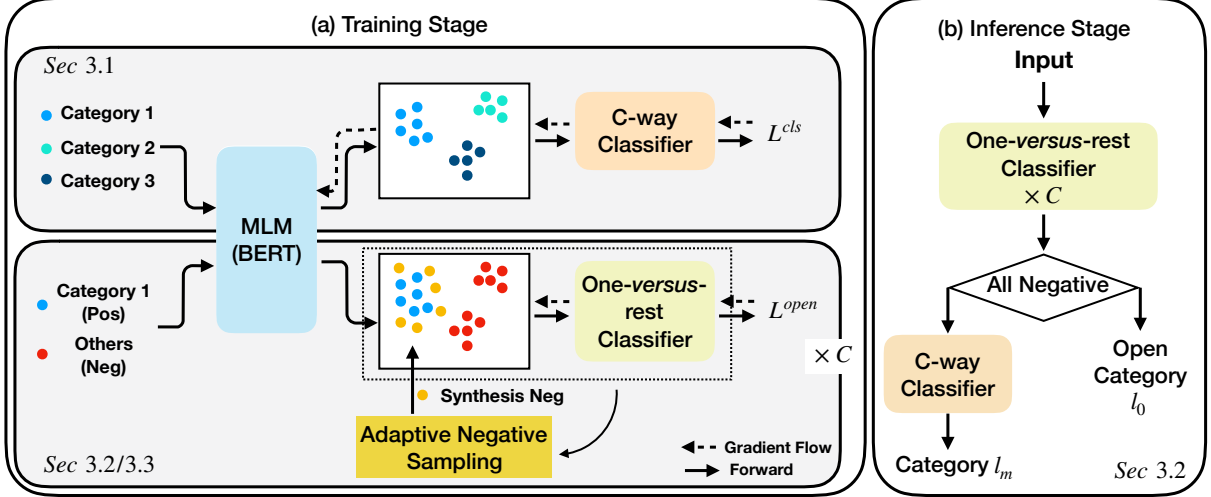 (a) Training Stage
Sec 3.1
Category 1
Category 2
Category 3
MLM
(BERT)
C-way
Classifier
L^{cls}
Category 1
(Pos)
Others
(Neg)
One-versus-
rest
Classifier
L^{open}
× C
Synthesis Neg
Adaptive Negative
Sampling
Gradient Flow
Forward
Sec 3.2/3.3
(b) Inference Stage
Input
One-versus-rest
Classifier
× C
All Negative
C-way
Classifier
Open
Category
l_0
Category l_m
Sec 3.2